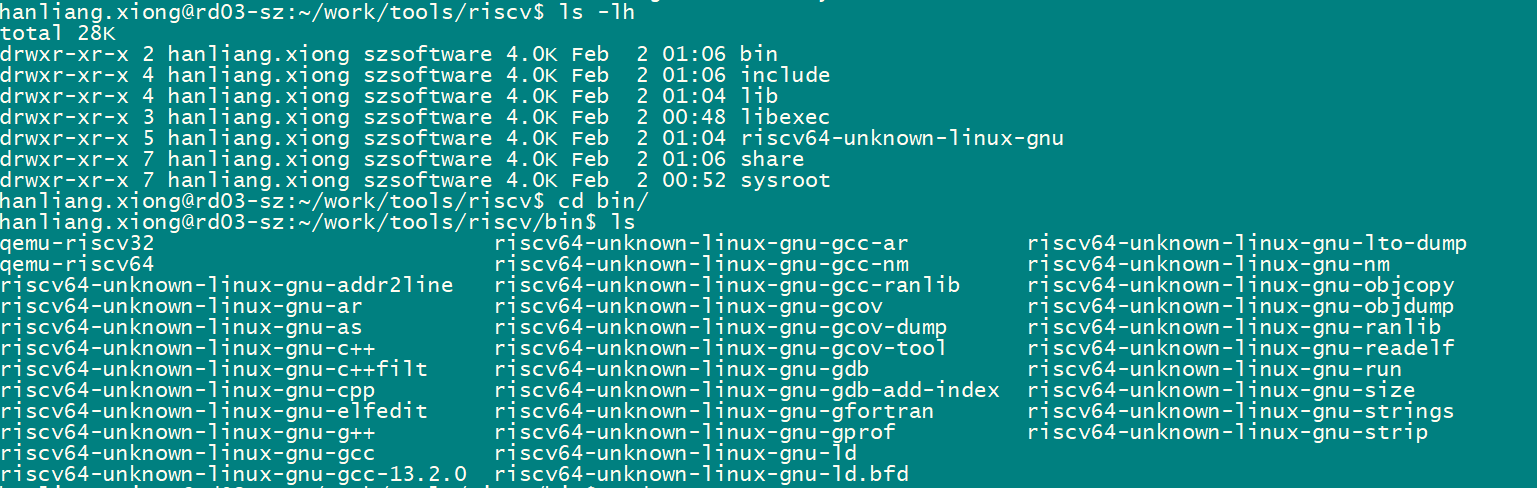 hanliang.xiong@rd03-sz:~/work/tools/riscv$ ls -lh
total 28K
drwxr-xr-x 2 hanliang.xiong szsoftware 4.0K Feb  2 01:06 bin
drwxr-xr-x 4 hanliang.xiong szsoftware 4.0K Feb  2 01:06 include
drwxr-xr-x 4 hanliang.xiong szsoftware 4.0K Feb  2 01:04 lib
drwxr-xr-x 3 hanliang.xiong szsoftware 4.0K Feb  2 00:48 libexec
drwxr-xr-x 5 hanliang.xiong szsoftware 4.0K Feb  2 01:04 riscv64-unknown-linux-gnu
drwxr-xr-x 7 hanliang.xiong szsoftware 4.0K Feb  2 01:06 share
drwxr-xr-x 7 hanliang.xiong szsoftware 4.0K Feb  2 00:52 sysroot
hanliang.xiong@rd03-sz:~/work/tools/riscv$ cd bin/
hanliang.xiong@rd03-sz:~/work/tools/riscv/bin$ ls
qemu-riscv32                          riscv64-unknown-linux-gnu-gcc-ar         riscv64-unknown-linux-gnu-lto-dump
qemu-riscv64                          riscv64-unknown-linux-gnu-gcc-nm         riscv64-unknown-linux-gnu-nm
riscv64-unknown-linux-gnu-addr2line   riscv64-unknown-linux-gnu-gcc-ranlib     riscv64-unknown-linux-gnu-objcopy
riscv64-unknown-linux-gnu-ar          riscv64-unknown-linux-gnu-gcov           riscv64-unknown-linux-gnu-objdump
riscv64-unknown-linux-gnu-as          riscv64-unknown-linux-gnu-gcov-dump      riscv64-unknown-linux-gnu-ranlib
riscv64-unknown-linux-gnu-c++         riscv64-unknown-linux-gnu-gcov-tool      riscv64-unknown-linux-gnu-readelf
riscv64-unknown-linux-gnu-c++filt     riscv64-unknown-linux-gnu-gdb            riscv64-unknown-linux-gnu-run
riscv64-unknown-linux-gnu-cpp         riscv64-unknown-linux-gnu-gdb-add-index  riscv64-unknown-linux-gnu-size
riscv64-unknown-linux-gnu-elfedit     riscv64-unknown-linux-gnu-gfortran       riscv64-unknown-linux-gnu-strings
riscv64-unknown-linux-gnu-g++         riscv64-unknown-linux-gnu-gprof          riscv64-unknown-linux-gnu-strip
riscv64-unknown-linux-gnu-gcc         riscv64-unknown-linux-gnu-ld
riscv64-unknown-linux-gnu-gcc-13.2.0  riscv64-unknown-linux-gnu-ld.bfd